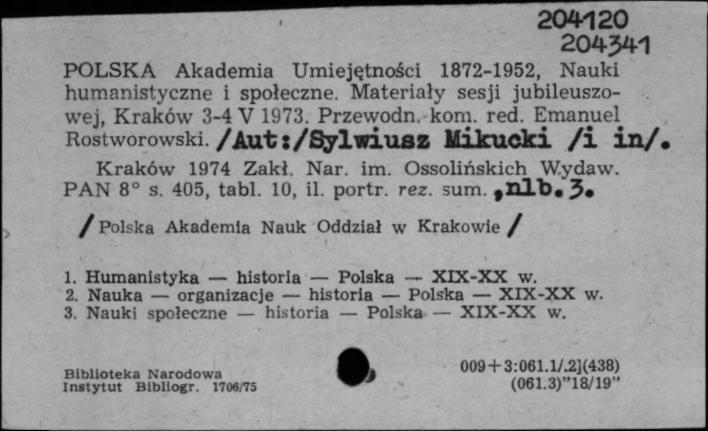 204120
204341
POLSKA Akademia Umiejętności 1872-1952, Nauki
humanistyczne i społeczne. Materiały sesji jubileuszo-
wej, Kraków 3-4 V 1973. Przewodn. kom. red. Emanuel
Rostworowski. /Aut:/Sylwiusz Mikucki /i in/.
Kraków 1974 Zakł. Nar. im. Ossolińskich Wydaw.
PAN 8° s. 405, tabl. 10, il. portr. rez. sum. ,nlb. 3.
/ Polska Akademia Nauk Oddział w Krakowie /
1. Humanistyka — historia — Polska — XIX-XX w.
2. Nauka — organizacje — historia — Polska — XIX-XX w.
3. Nauki społeczne — historia — Polska — XIX-XX w.
Biblioteka Narodowa
Instytut Bibliogr. 1706/75
009+3:061.1/.2](438)
(061.3)"18/19"